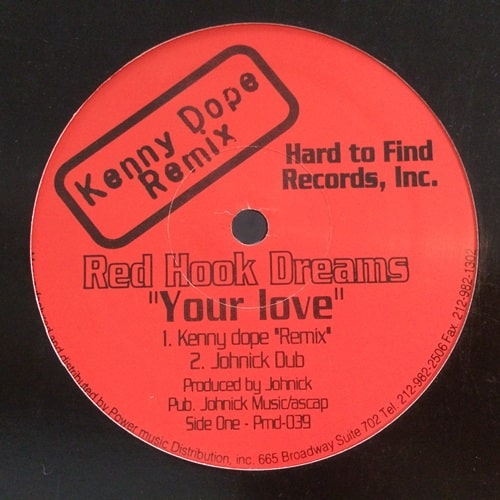 Kenny Dope
Remix
Hard to Find
Records, Inc.
Red Hook Dreams
"Your love"
1. Kenny dope "Remix"
2. Johnick Dub
Produced by Johnick
Pub. Johnick Music/ascap
Side One - Pmd-039
and distributed by Power music Distribution, inc. 665 Broadway Suite 702 Tel. 212-982-2506 Fax. 212-982-1302